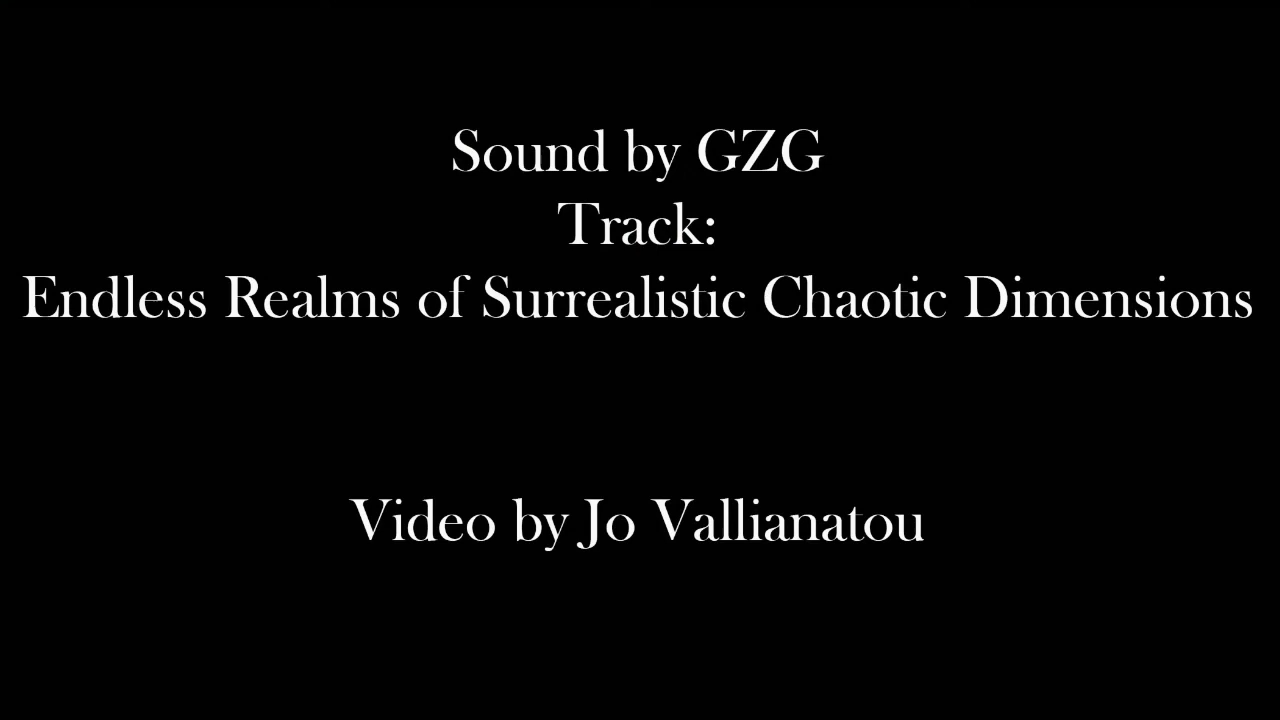 Sound by GZG
Track:
Endless Realms of Surrealistic Chaotic Dimensions
Video by Jo Vallianatou